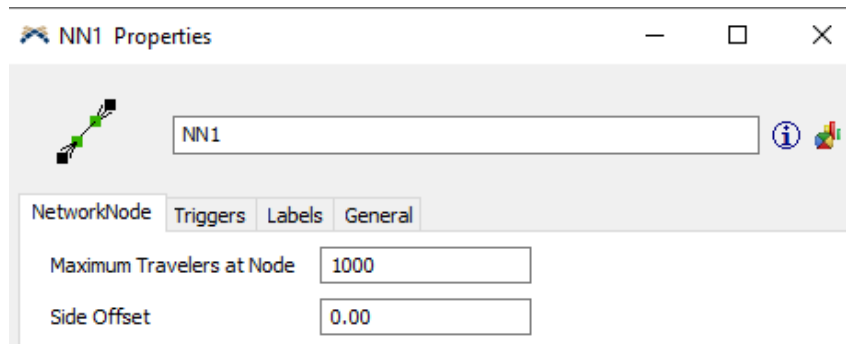 NN1 Properties
NN1
NetworkNode Triggers Labels General
Maximum Travelers at Node 1000
Side Offset 0.00